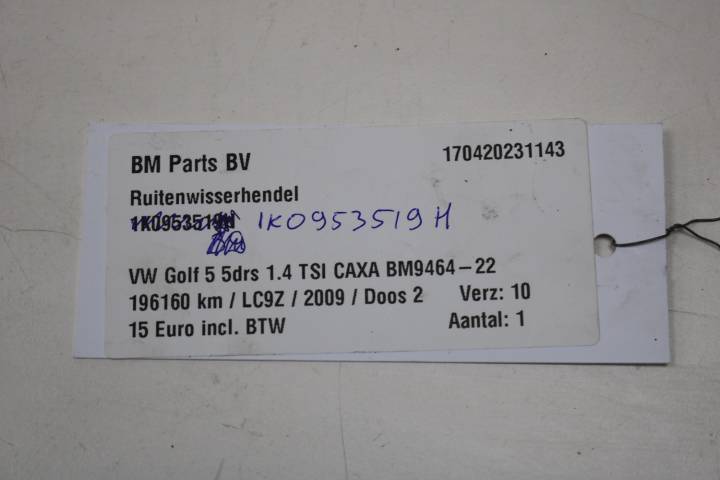 BM Parts BV 170420231143
Ruitenwisserhendel
1K0953519H 1K0953519 H
VW Golf 5 5drs 1.4 TSI CAXA BM9464-22
196160 km / LC9Z / 2009 / Doos 2 Verz: 10
15 Euro incl. BTW Aantal: 1